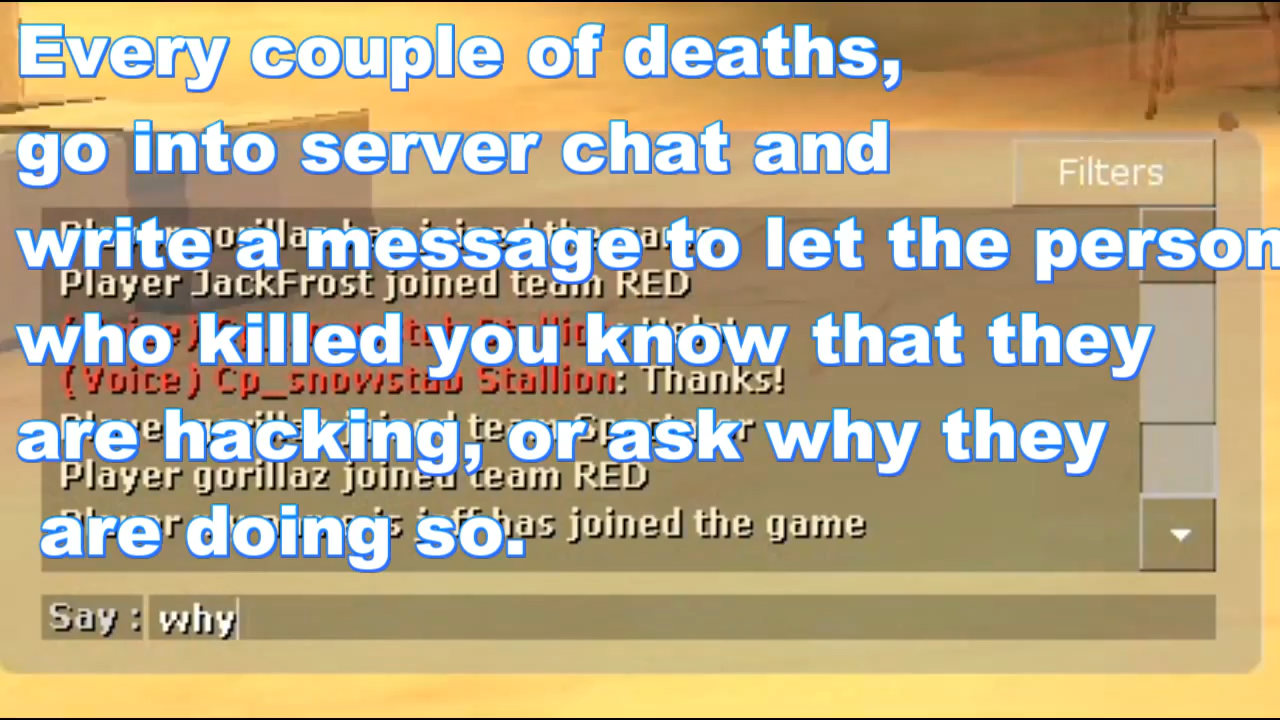 Every couple of deaths,
go into server chat and
Filters
write a message to let the person
Player JackFrost joined team RED
who killed you know that they
(Voice) Cp_snowstab Stallion: Thanks!
are hacking, or ask why they
Player gorillaz joined team RED
are doing so.
has joined the game
Say : why